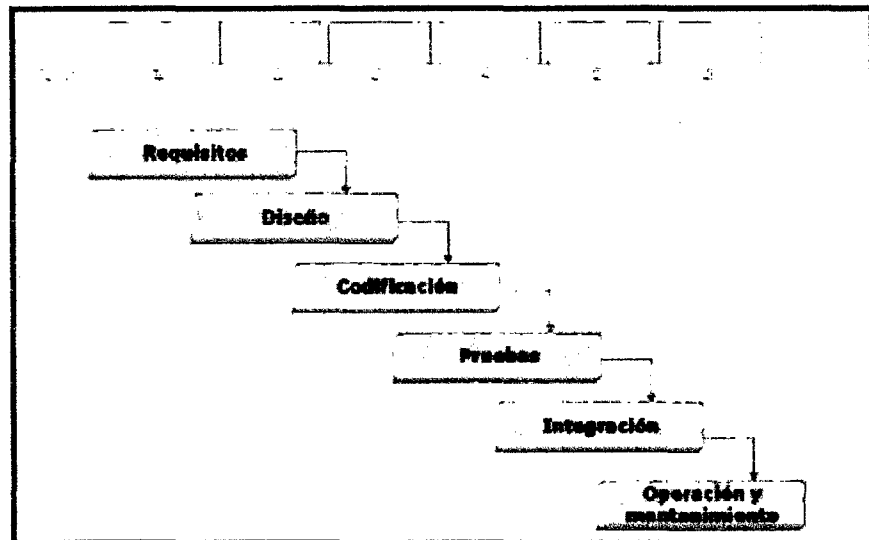 Requisitos
Diseño
Codificación
Pruebas
Integración
Operación y
mantenimiento